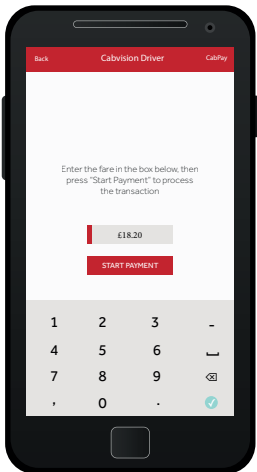 Back Cabvision Driver CabPay
Enter the fare in the box below, then
press "Start Payment" to process
the transaction
£18.20
START PAYMENT
1 2 3 -
4 5 6
7 8 9
, 0 .